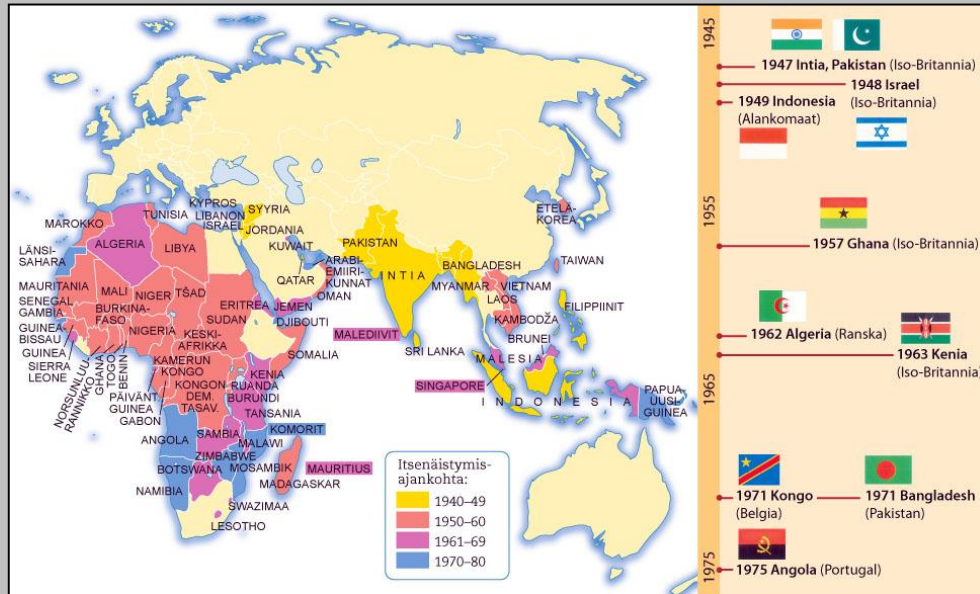 KYPROS
LIBANON
ISRAEL
SYYRIA
JORDANIA
KUWAIT
QATAR
ARABI-
EMIIRI-
KUNNAT
OMAN
JEMEN
MAROKKO
TUNISIA
ALGERIA
LIBYA
LÄNSI-
SAHARA
MAURITANIA
MALI
NIGER
TŠAD
SENEGAL
GAMBIA
BURKINA-
FASO
SUDAN
ERITREA
DJIBOUTI
GUINEA-
BISSAU
NIGERIA
KESKI-
AFRIKKA
SOMALIA
GUINEA
SIERRA
LEONE
NORSUNLUU-
RANNIKKO
GHANA
TOGO
BENIN
KAMERUN
KONGO
PÄIVÄNT.
GUINEA
GABON
KONGON
DEM.
TASAV.
KENIA
RUANDA
BURUNDI
TANSANIA
KOMORIT
ANGOLA
SAMBIA
MALAWI
ZIMBABWE
MOSAMBIK
MAURITIUS
BOTSWANA
MADAGASKAR
NAMIBIA
SWAZIMAA
LESOTHO
PAKISTAN
INTIA
BANGLADESH
MYANMAR
LAOS
VIETNAM
KAMBODŽA
ETELÄ-
KOREA
TAIWAN
FILIPPIINIT
MALEDIIVIT
SRI LANKA
BRUNEI
MALESIA
SINGAPORE
INDONESIA
PAPUA-
UUSI-
GUINEA
Itsenäistymis-
ajankohta:
1940–49
1950–60
1961–69
1970–80
1945
1947 Intia, Pakistan (Iso-Britannia)
1948 Israel
(Iso-Britannia)
1949 Indonesia
(Alankomaat)
1955
1957 Ghana (Iso-Britannia)
1962 Algeria (Ranska)
1963 Kenia
(Iso-Britannia)
1965
1971 Kongo
(Belgia)
1971 Bangladesh
(Pakistan)
1975 Angola (Portugal)
1975